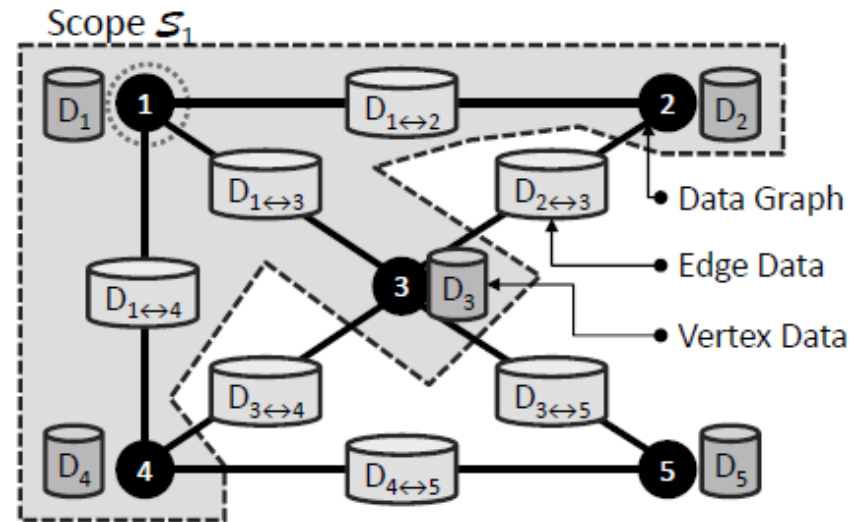 Scope 𝓢₁
D₁ 1 D₁↔₂ 2 D₂
D₁↔₃ D₂↔₃ Data Graph
D₁↔₄ 3 D₃ Edge Data
Vertex Data
D₃↔₄ D₃↔₅
D₄ 4 D₄↔₅ 5 D₅